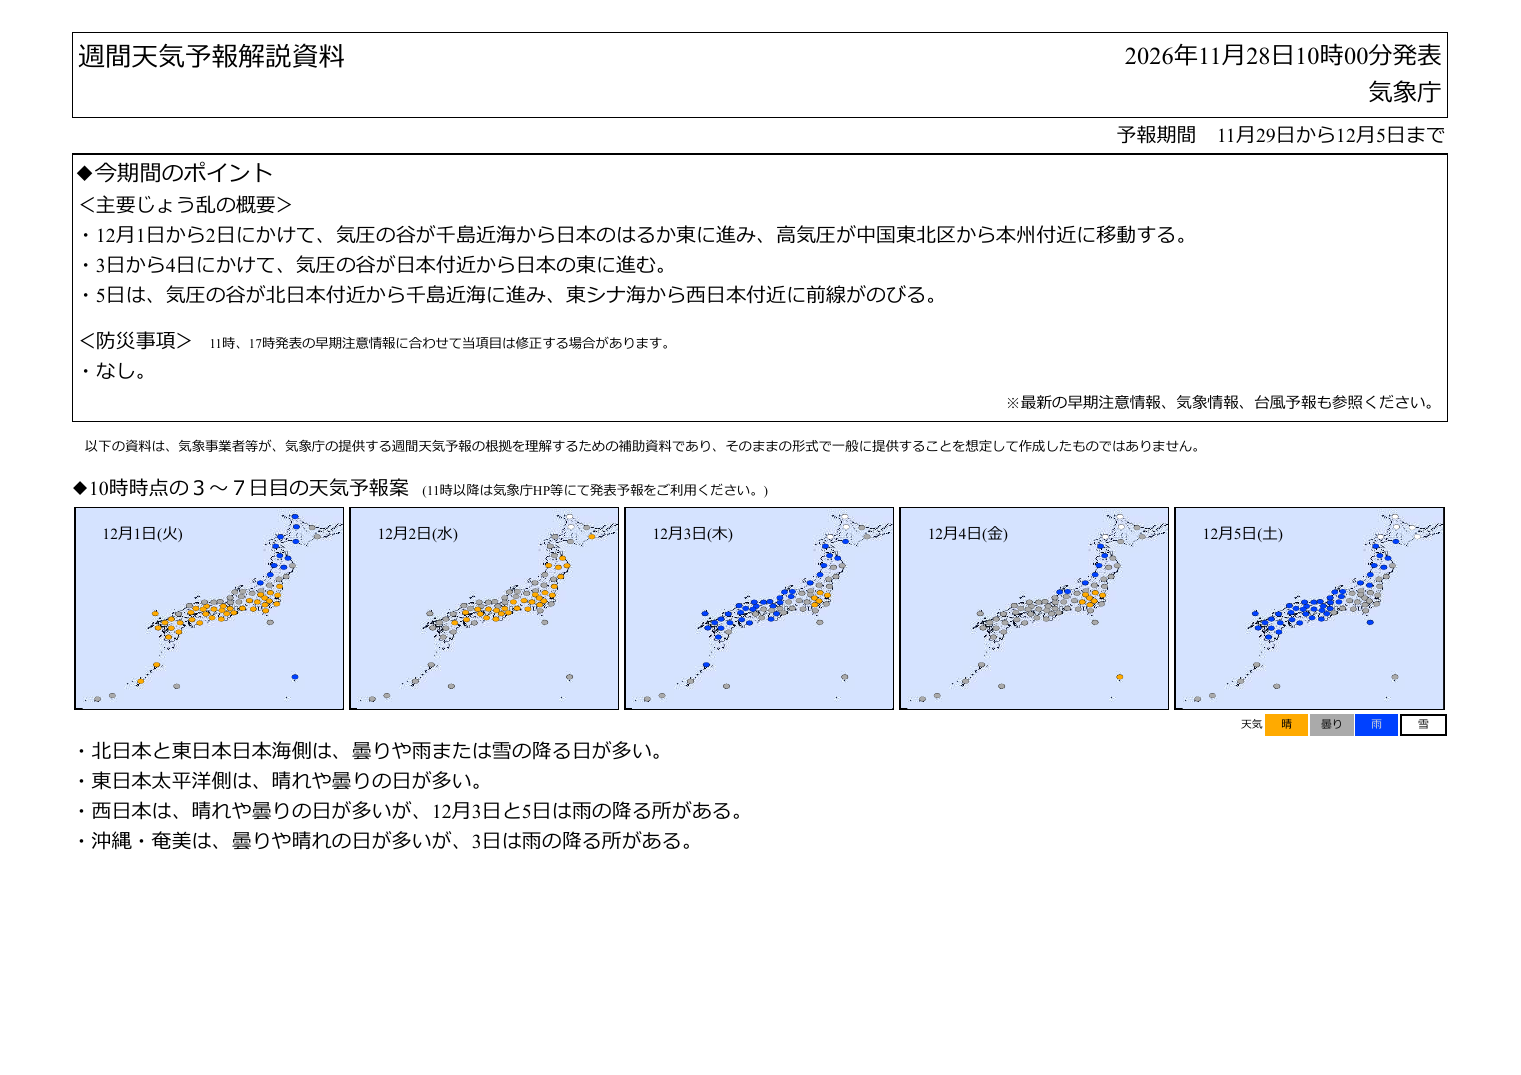 週間天気予報解説資料
2026年11月28日10時00分発表
気象庁
予報期間　11月29日から12月5日まで
◆今期間のポイント
＜主要じょう乱の概要＞
・12月1日から2日にかけて、気圧の谷が千島近海から日本のはるか東に進み、高気圧が中国東北区から本州付近に移動する。
・3日から4日にかけて、気圧の谷が日本付近から日本の東に進む。
・5日は、気圧の谷が北日本付近から千島近海に進み、東シナ海から西日本付近に前線がのびる。
＜防災事項＞　11時、17時発表の早期注意情報に合わせて当項目は修正する場合があります。
・なし。
※最新の早期注意情報、気象情報、台風予報も参照ください。
以下の資料は、気象事業者等が、気象庁の提供する週間天気予報の根拠を理解するための補助資料であり、そのままの形式で一般に提供することを想定して作成したものではありません。
◆10時時点の３～７日目の天気予報案　(11時以降は気象庁HP等にて発表予報をご利用ください。)
12月1日(火)
12月2日(水)
12月3日(木)
12月4日(金)
12月5日(土)
天気 晴 曇り 雨 雪
・北日本と東日本日本海側は、曇りや雨または雪の降る日が多い。
・東日本太平洋側は、晴れや曇りの日が多い。
・西日本は、晴れや曇りの日が多いが、12月3日と5日は雨の降る所がある。
・沖縄・奄美は、曇りや晴れの日が多いが、3日は雨の降る所がある。